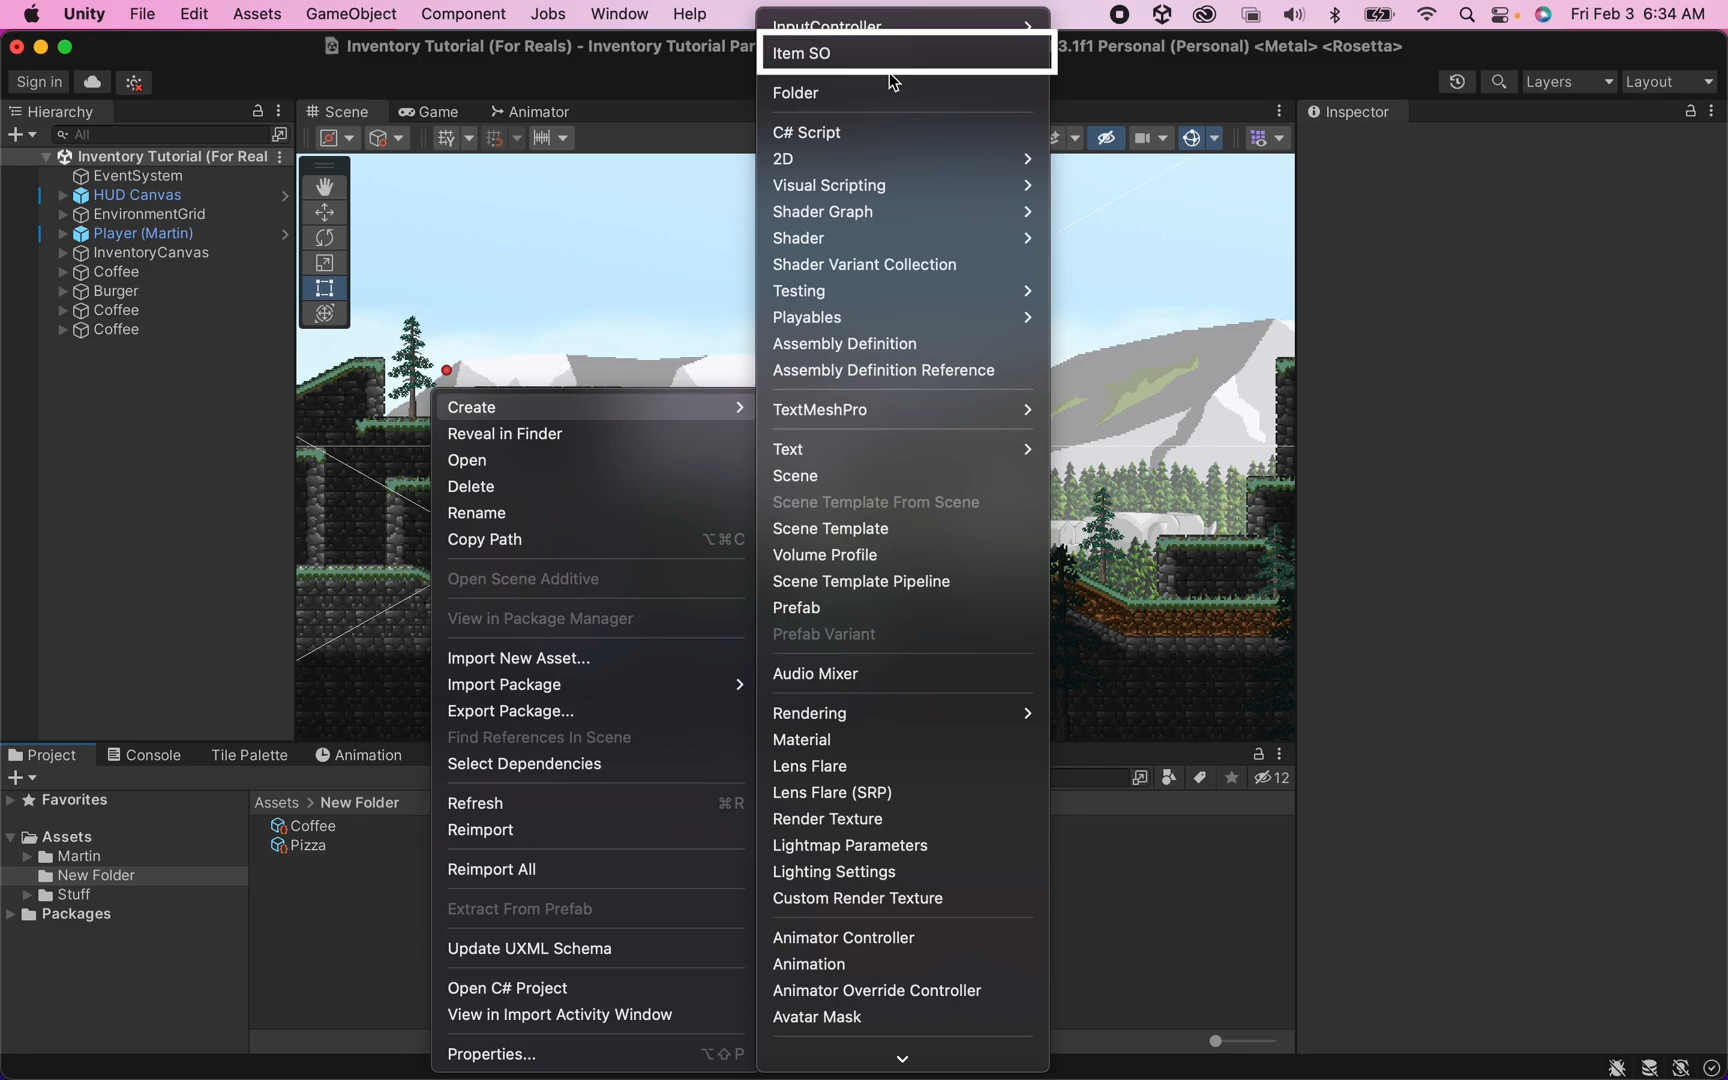 Unity File Edit Assets GameObject Component Jobs Window Help
Fri Feb 3 6:34 AM
Inventory Tutorial (For Reals) - Inventory Tutorial Par
3.1f1 Personal (Personal) <Metal> <Rosetta>
Sign in
Layers
Layout
Hierarchy
All
Inventory Tutorial (For Real
EventSystem
HUD Canvas
EnvironmentGrid
Player (Martin)
InventoryCanvas
Coffee
Burger
Coffee
Coffee
Scene
Game
Animator
Inspector
Create
Reveal in Finder
Open
Delete
Rename
Copy Path ⌥⌘C
Open Scene Additive
View in Package Manager
Import New Asset...
Import Package
Export Package...
Find References In Scene
Select Dependencies
Refresh ⌘R
Reimport
Reimport All
Extract From Prefab
Update UXML Schema
Open C# Project
View in Import Activity Window
Properties... ⌥⇧P
InputController
Item SO
Folder
C# Script
2D
Visual Scripting
Shader Graph
Shader
Shader Variant Collection
Testing
Playables
Assembly Definition
Assembly Definition Reference
TextMeshPro
Text
Scene
Scene Template From Scene
Scene Template
Volume Profile
Scene Template Pipeline
Prefab
Prefab Variant
Audio Mixer
Rendering
Material
Lens Flare
Lens Flare (SRP)
Render Texture
Lightmap Parameters
Lighting Settings
Custom Render Texture
Animator Controller
Animation
Animator Override Controller
Avatar Mask
Project
Console
Tile Palette
Animation
12
Favorites
Assets
Martin
New Folder
Stuff
Packages
Assets > New Folder
Coffee
Pizza